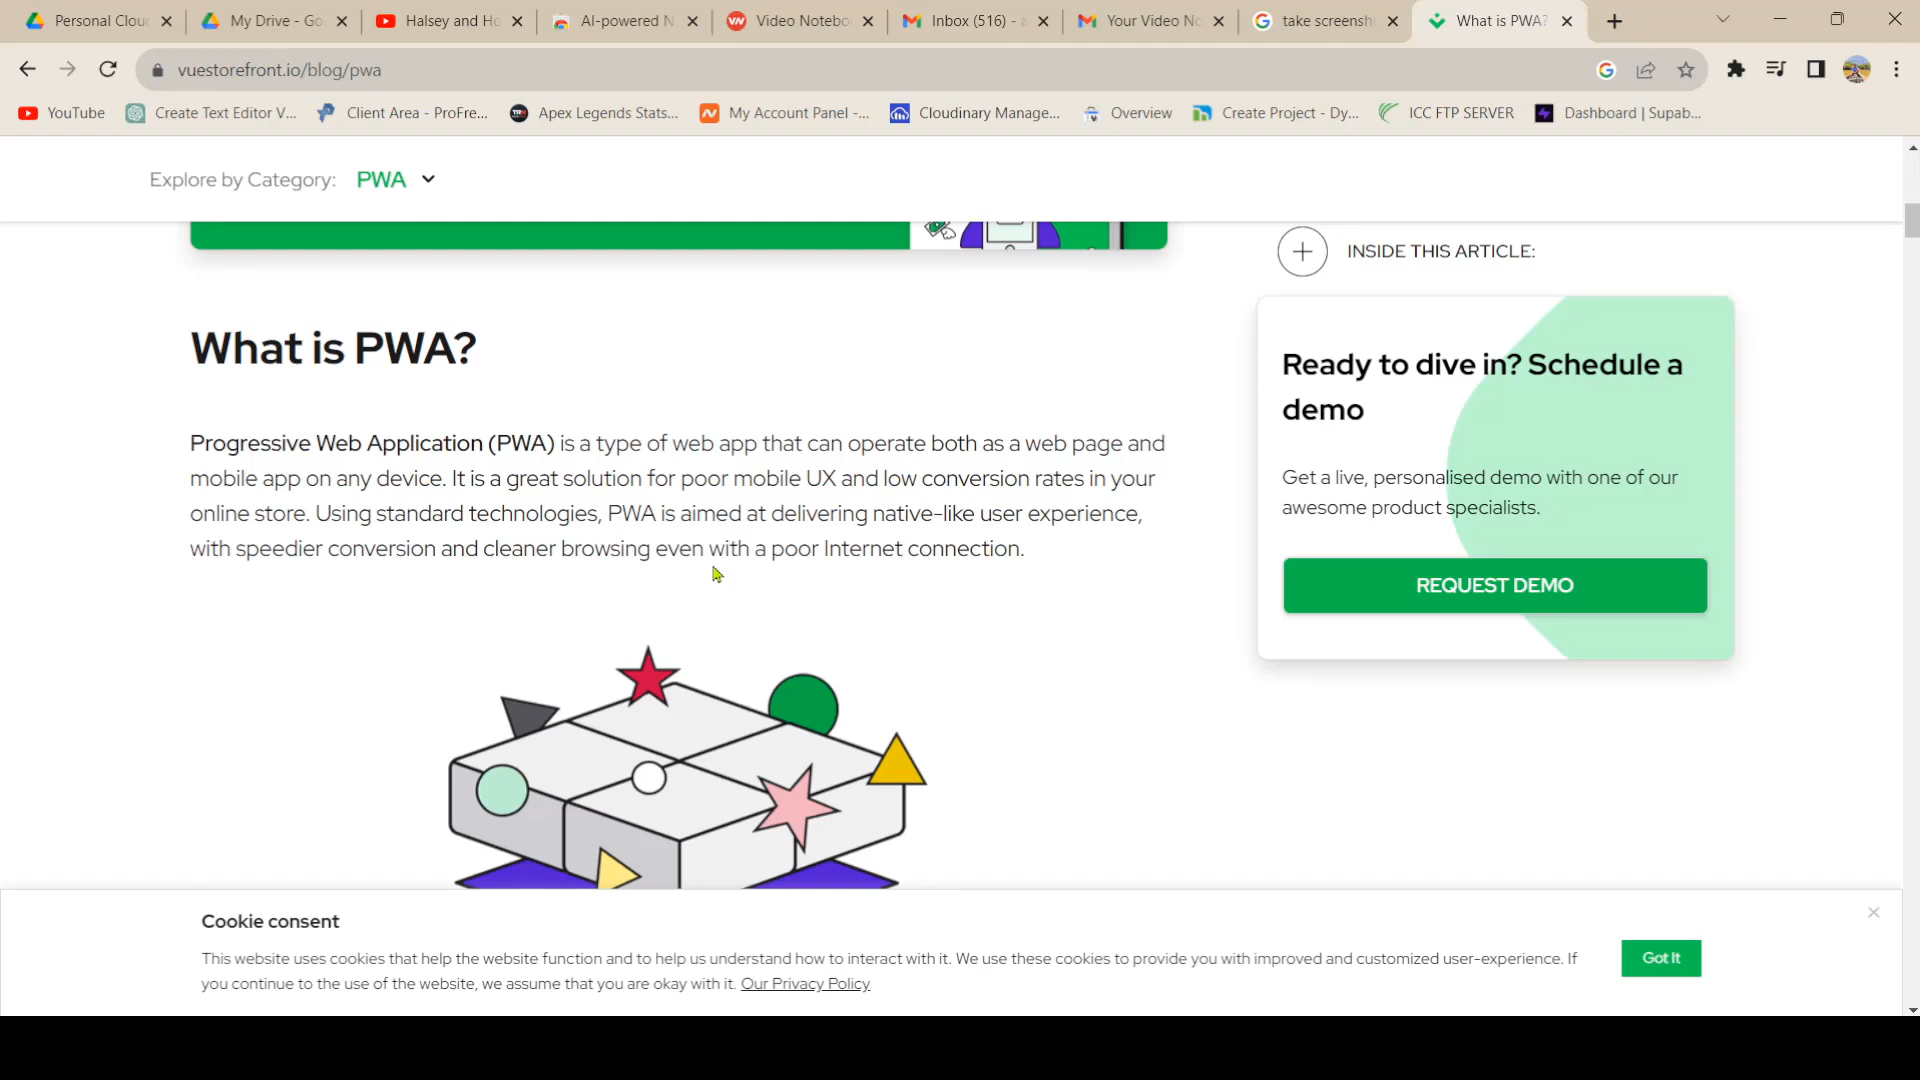 Personal Clou
My Drive - Go
Halsey and Ho
AI-powered N
Video Notebo
Inbox (516) - a
Your Video No
take screensh
What is PWA?
vuestorefront.io/blog/pwa
YouTube
Create Text Editor V...
Client Area - ProFre...
Apex Legends Stats...
My Account Panel -...
Cloudinary Manage...
Overview
Create Project - Dy...
ICC FTP SERVER
Dashboard | Supab...
Explore by Category: PWA
INSIDE THIS ARTICLE:
What is PWA?
Progressive Web Application (PWA) is a type of web app that can operate both as a web page and
mobile app on any device. It is a great solution for poor mobile UX and low conversion rates in your
online store. Using standard technologies, PWA is aimed at delivering native-like user experience,
with speedier conversion and cleaner browsing even with a poor Internet connection.
Ready to dive in? Schedule a
demo
Get a live, personalised demo with one of our
awesome product specialists.
REQUEST DEMO
Cookie consent
This website uses cookies that help the website function and to help us understand how to interact with it. We use these cookies to provide you with improved and customized user-experience. If
you continue to the use of the website, we assume that you are okay with it. Our Privacy Policy
Got It